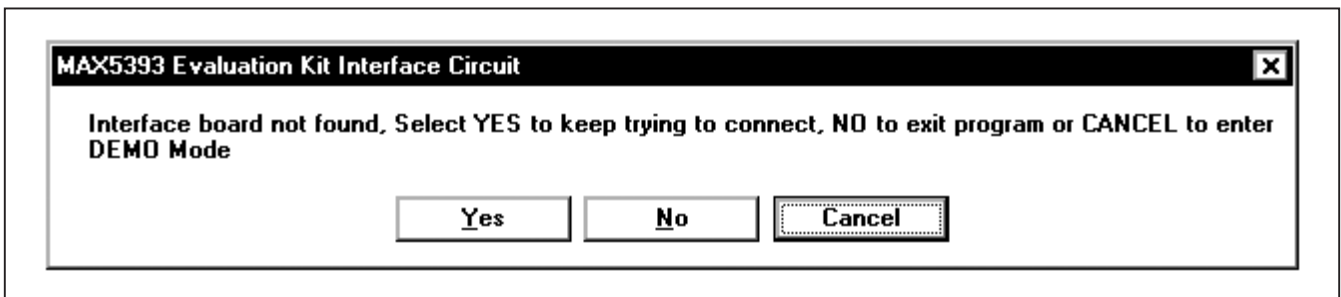 MAX5393 Evaluation Kit Interface Circuit
Interface board not found, Select YES to keep trying to connect, NO to exit program or CANCEL to enter
DEMO Mode
Yes No Cancel